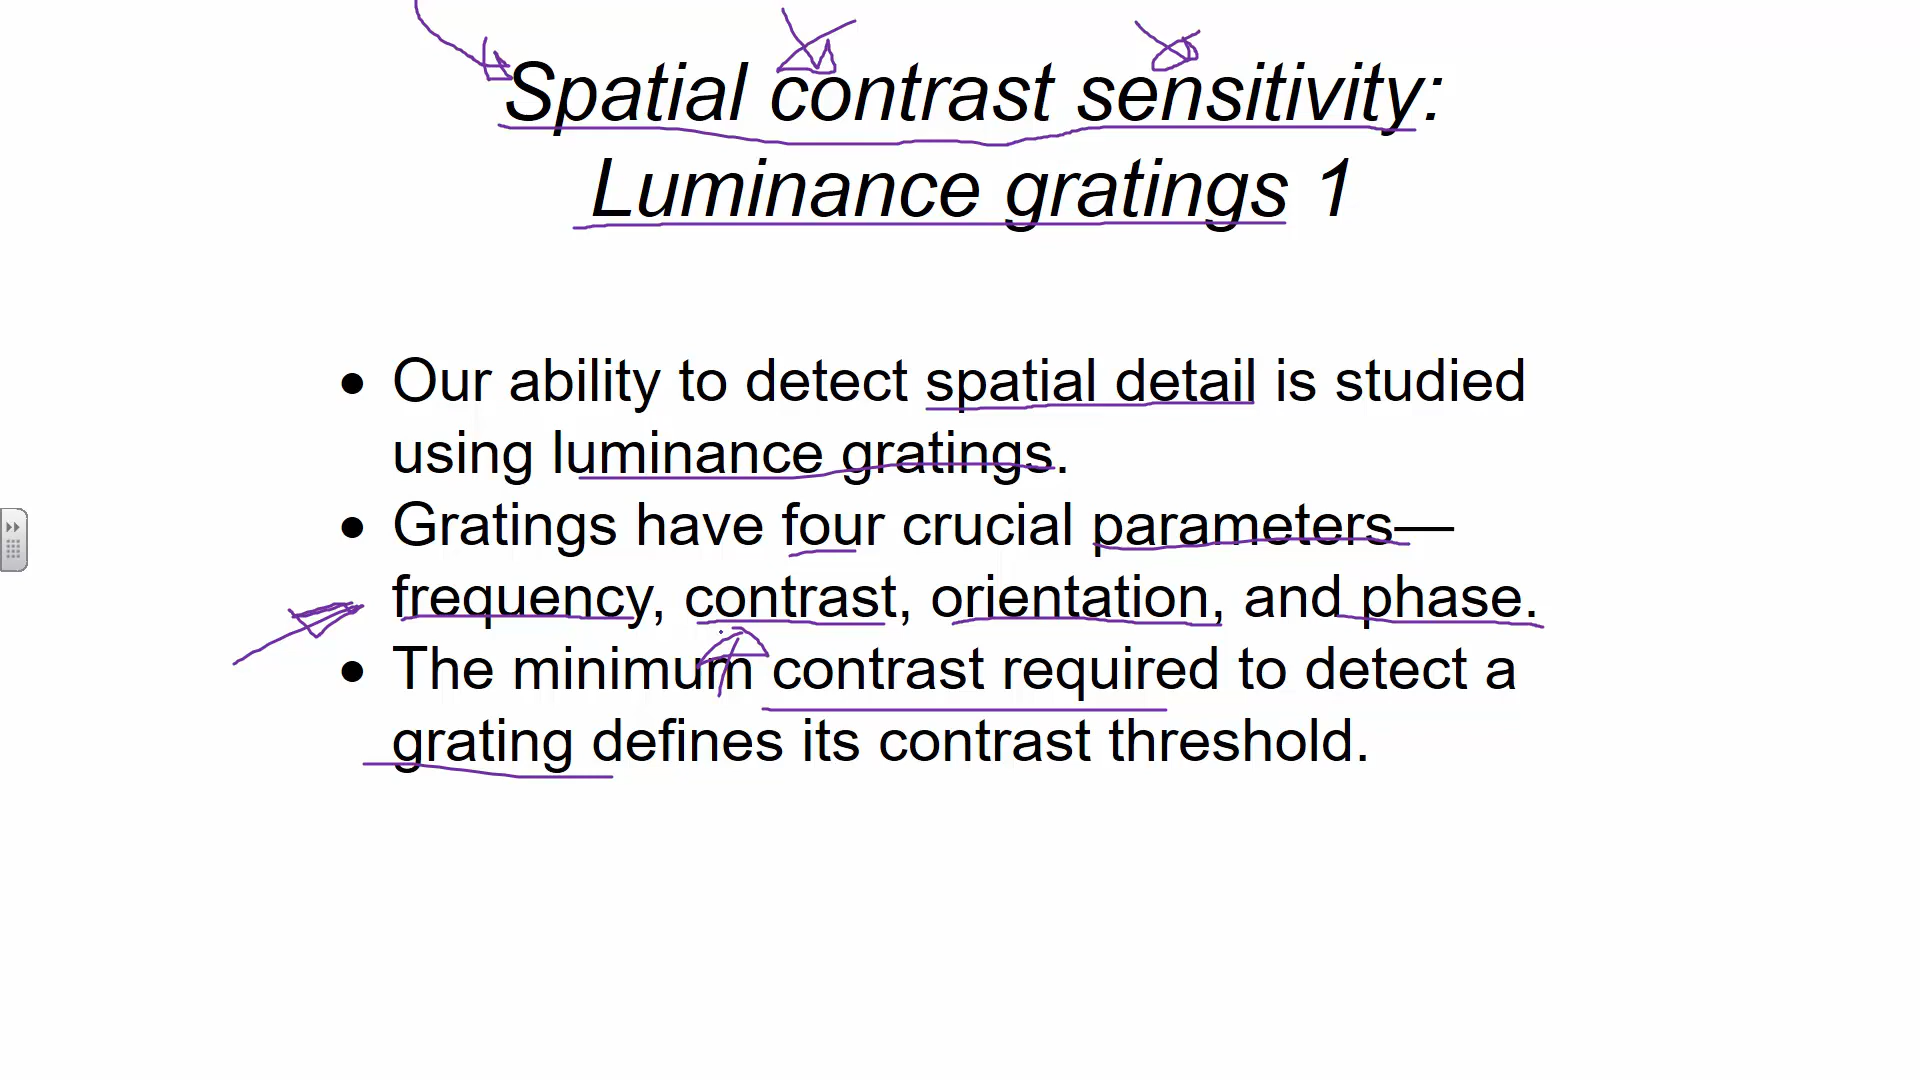 Spatial contrast sensitivity:
Luminance gratings 1
• Our ability to detect spatial detail is studied
using luminance gratings.
• Gratings have four crucial parameters—
frequency, contrast, orientation, and phase.
• The minimum contrast required to detect a
grating defines its contrast threshold.